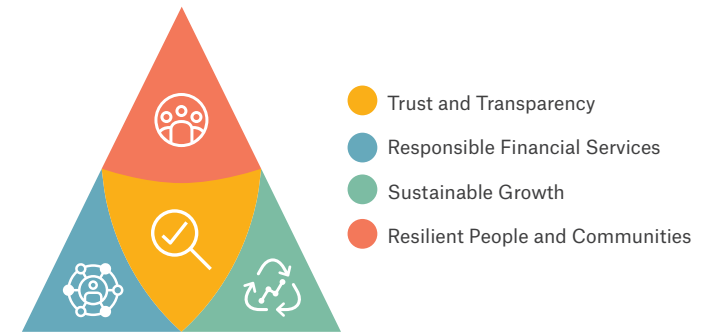 Trust and Transparency
Responsible Financial Services
Sustainable Growth
Resilient People and Communities